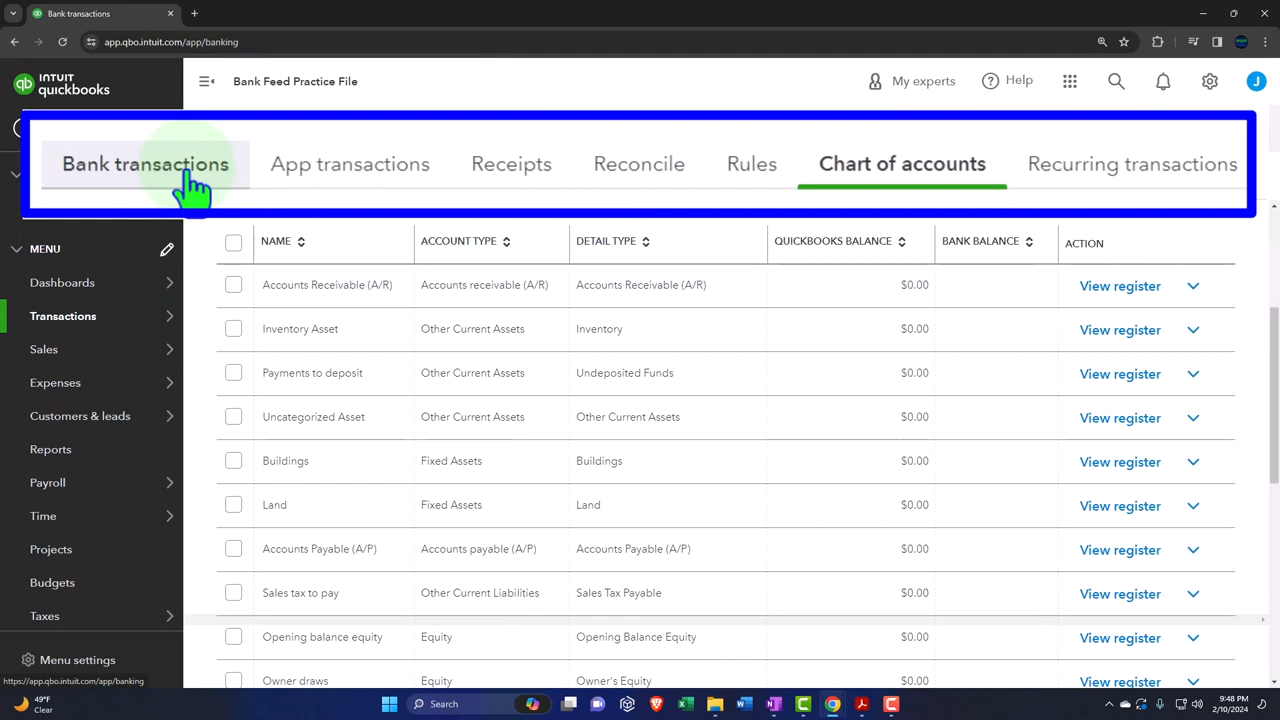 Bank transactions
app.qbo.intuit.com/app/banking
INTUIT
quickbooks
Bank Feed Practice File
My experts
Help
J
Bank transactions App transactions Receipts Reconcile Rules Chart of accounts Recurring transactions
MENU
Dashboards
Transactions
Sales
Expenses
Customers & leads
Reports
Payroll
Time
Projects
Budgets
Taxes
Menu settings
NAME ACCOUNT TYPE DETAIL TYPE QUICKBOOKS BALANCE BANK BALANCE ACTION
Accounts Receivable (A/R) Accounts receivable (A/R) Accounts Receivable (A/R) $0.00 View register
Inventory Asset Other Current Assets Inventory $0.00 View register
Payments to deposit Other Current Assets Undeposited Funds $0.00 View register
Uncategorized Asset Other Current Assets Other Current Assets $0.00 View register
Buildings Fixed Assets Buildings $0.00 View register
Land Fixed Assets Land $0.00 View register
Accounts Payable (A/P) Accounts payable (A/P) Accounts Payable (A/P) $0.00 View register
Sales tax to pay Other Current Liabilities Sales Tax Payable $0.00 View register
Opening balance equity Equity Opening Balance Equity $0.00 View register
Owner draws Equity Owner's Equity $0.00 View register
https://app.qbo.intuit.com/app/banking
49°F
Clear
Search
9:48 PM
2/10/2024